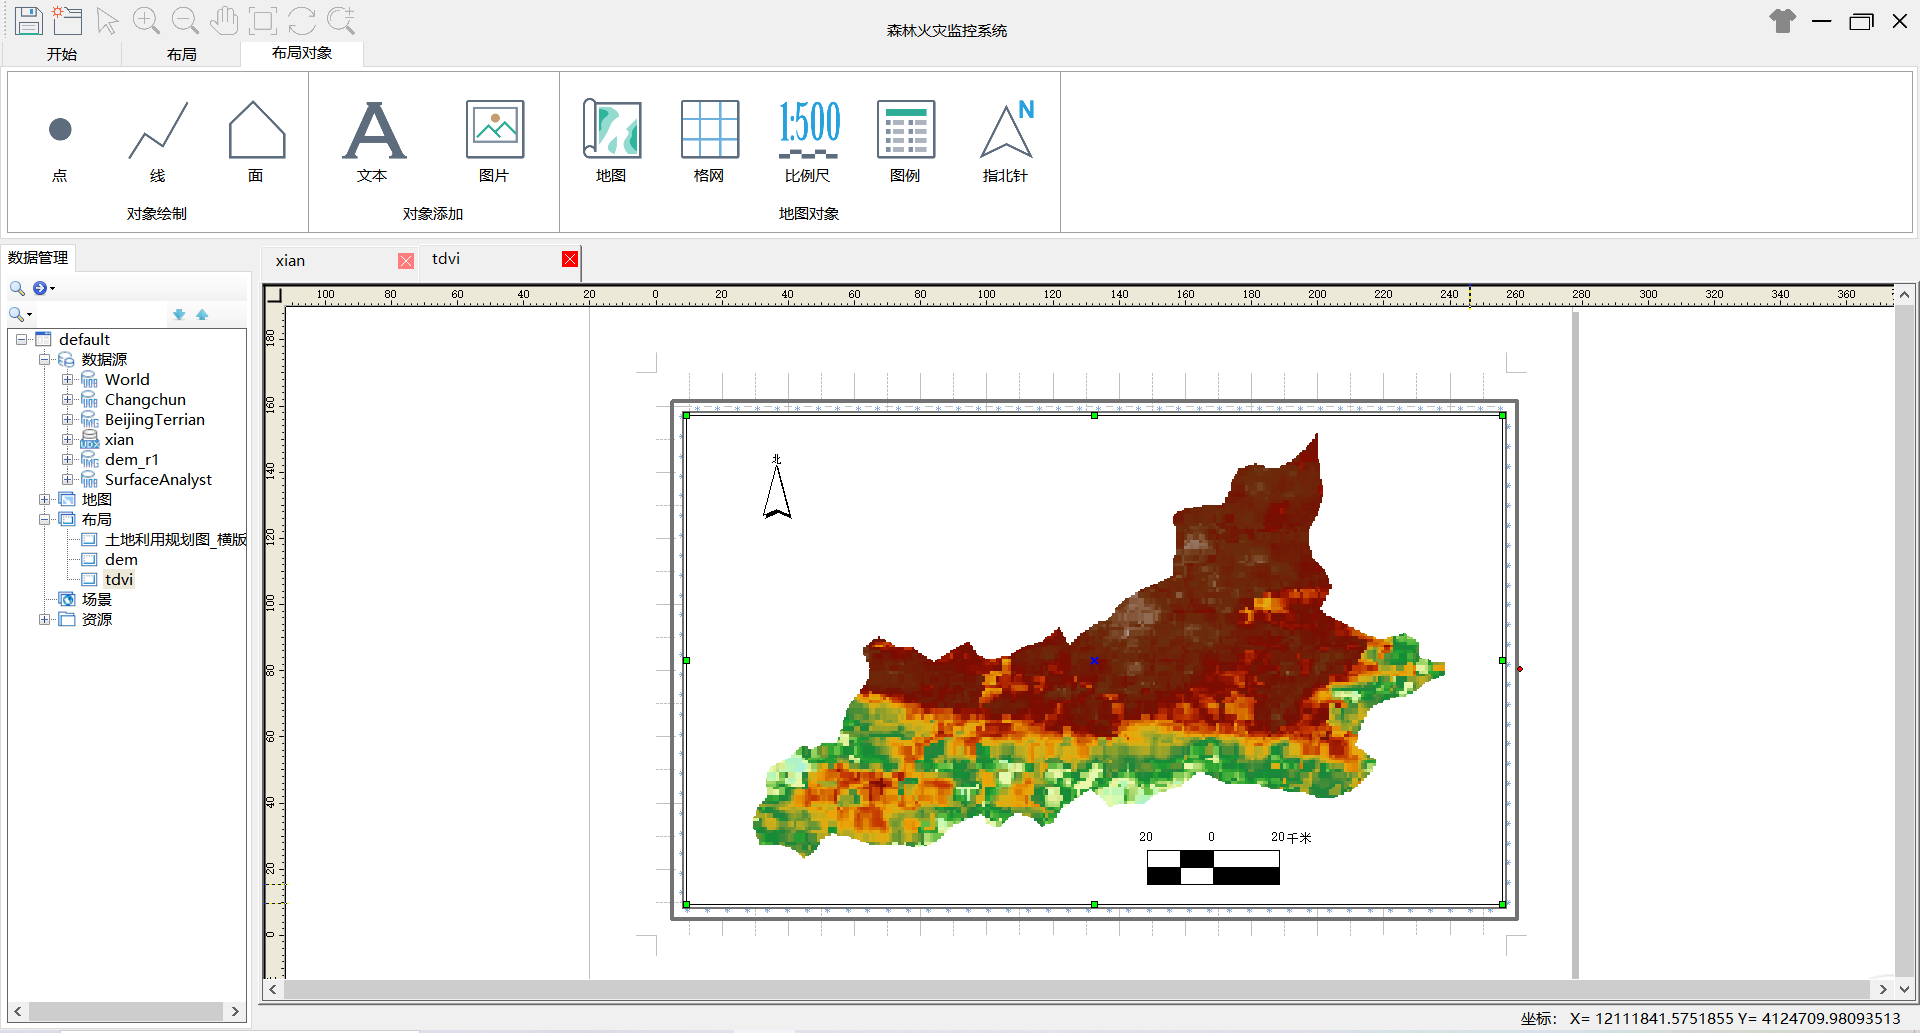 森林火灾监控系统
开始 布局 布局对象
1:500 N
点 线 面 文本 图片 地图 格网 比例尺 图例 指北针
对象绘制 对象添加 地图对象
数据管理
xian tdvi
100 80 60 40 20 0 20 40 60 80 100 120 140 160 180 200 220 240 260 280 300 320 340 360
180
160
140
120
100
80
60
40
20
0
default
数据源
World
Changchun
BeijingTerrian
xian
dem_r1
SurfaceAnalyst
地图
布局
土地利用规划图_横版
dem
tdvi
场景
资源
北
20 0 20千米
坐标: X= 12111841.5751855 Y= 4124709.98093513